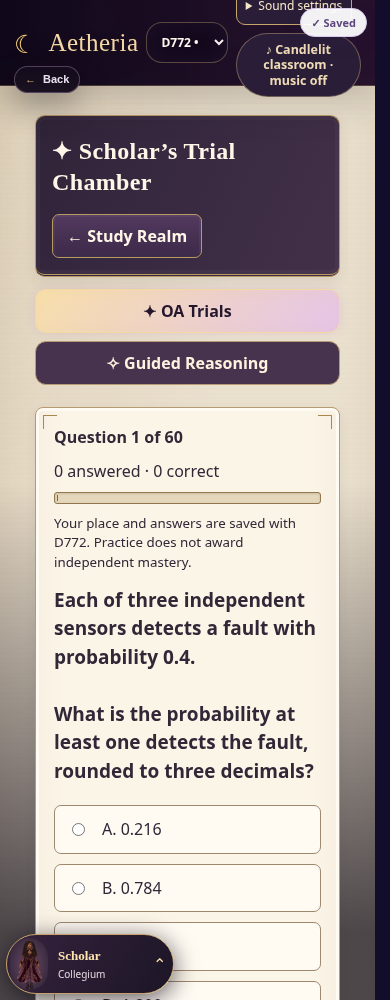 ▶ Sound settings
✓ Saved
☾ Aetheria
D772 •
♪ Candlelit
classroom ·
music off
← Back
✦ Scholar’s Trial
Chamber
← Study Realm
✦ OA Trials
✧ Guided Reasoning
Question 1 of 60
0 answered · 0 correct
Your place and answers are saved with
D772. Practice does not award
independent mastery.
Each of three independent
sensors detects a fault with
probability 0.4.
What is the probability at
least one detects the fault,
rounded to three decimals?
A. 0.216
B. 0.784
Scholar
Collegium